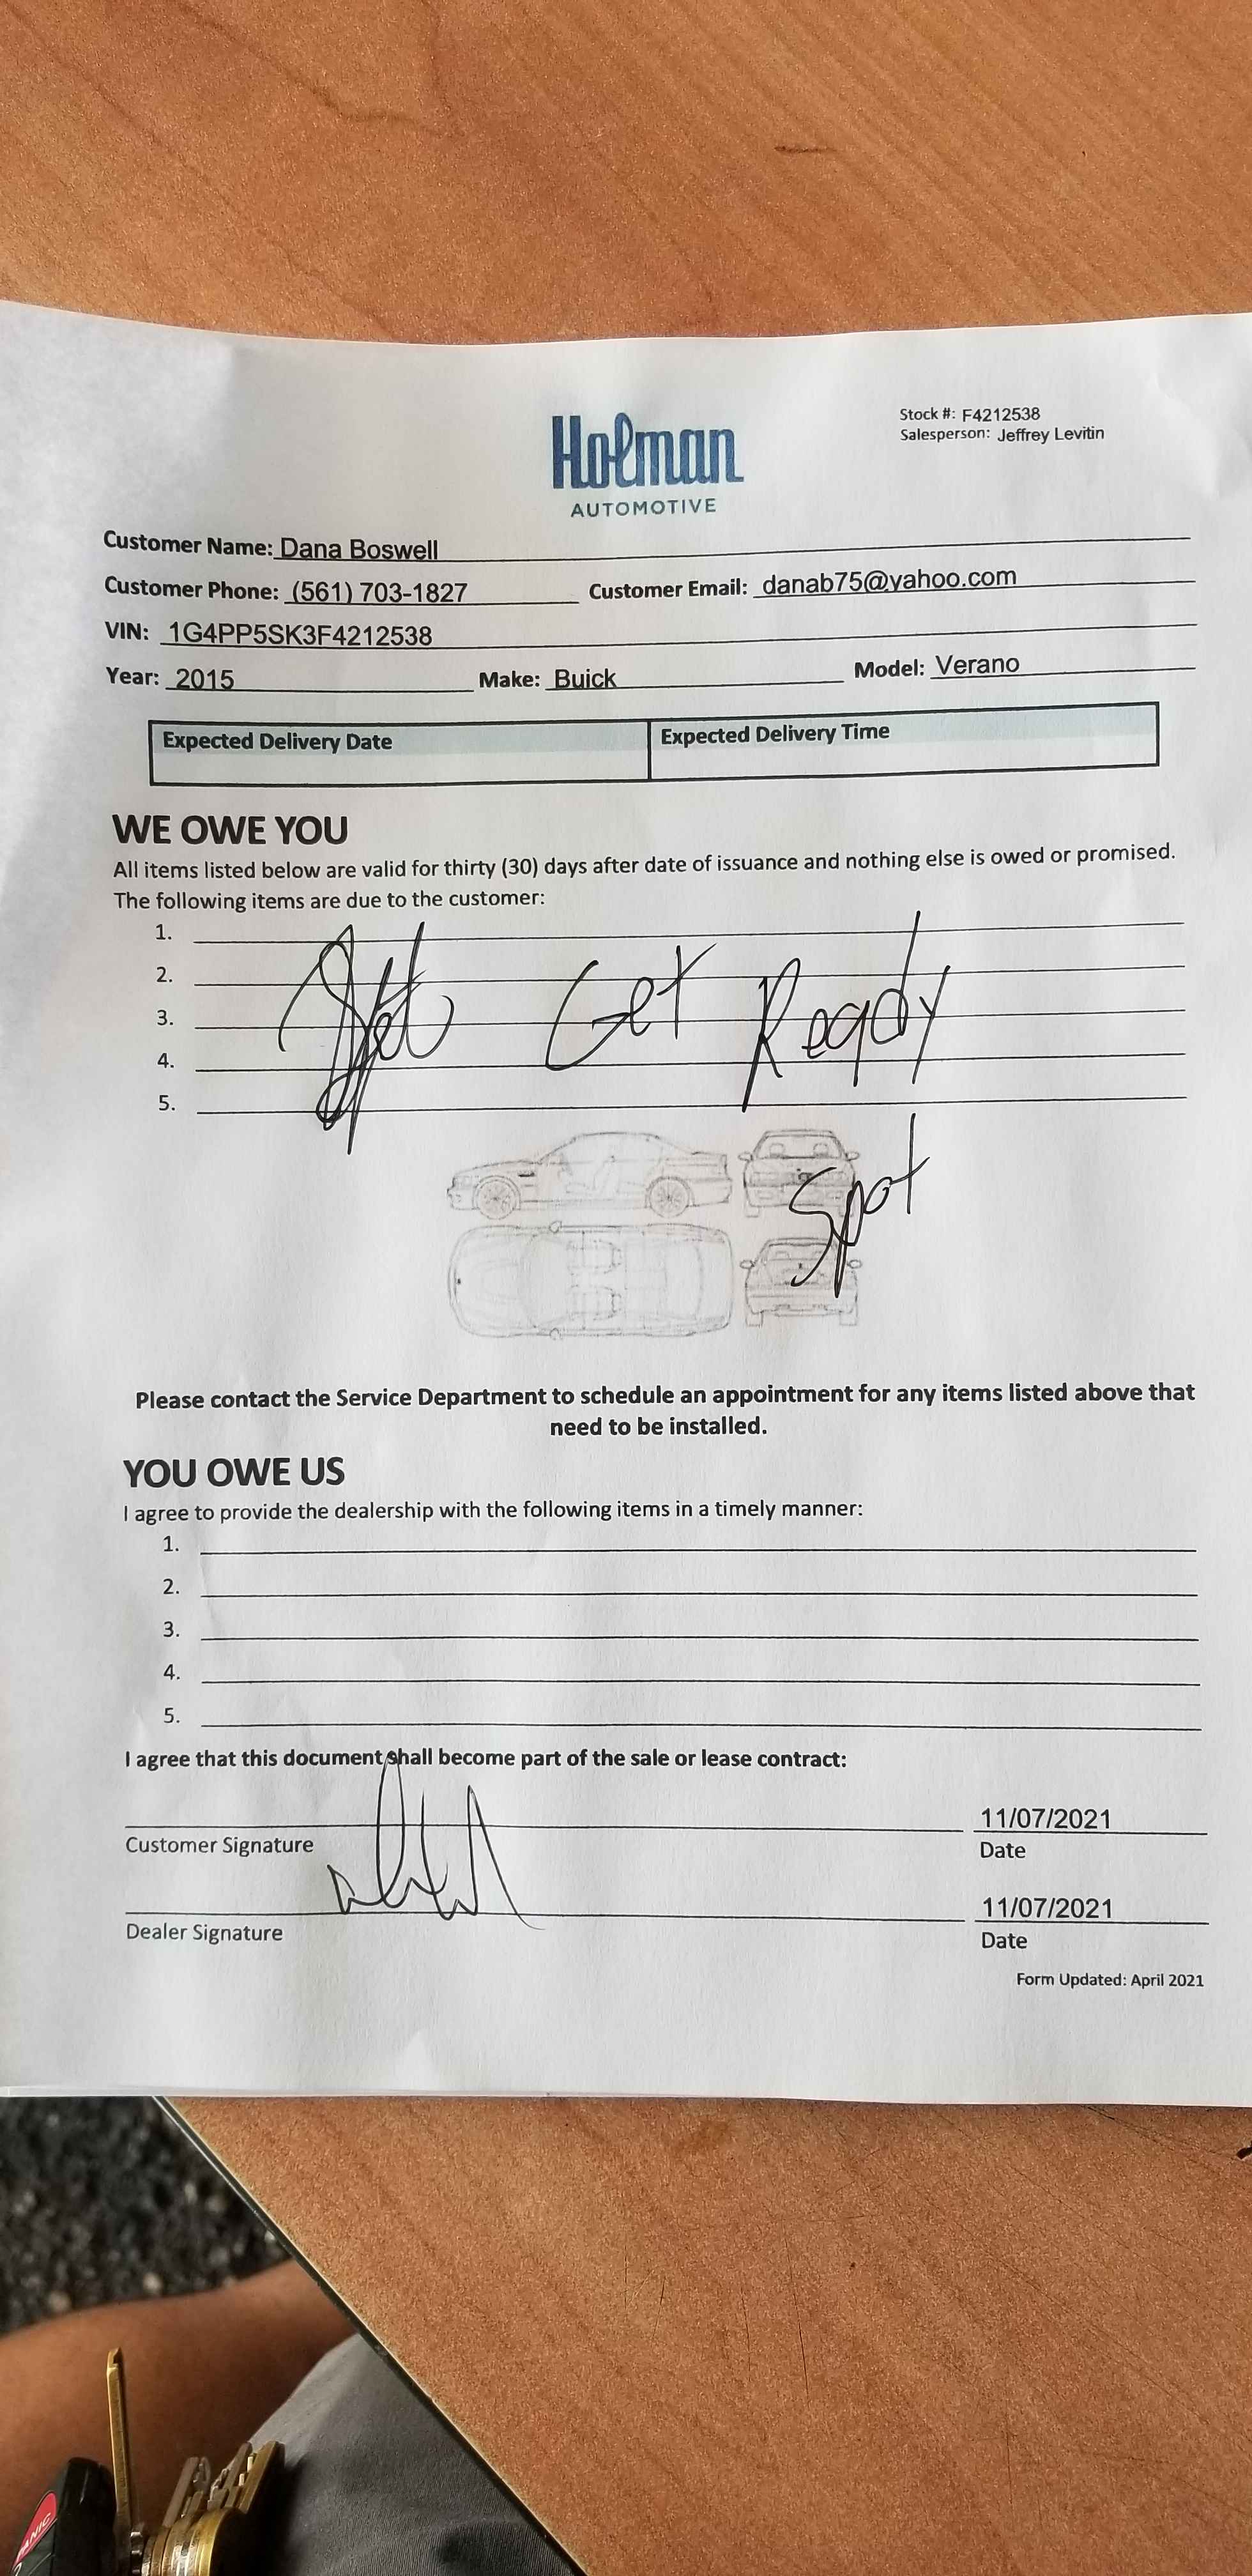 Holman
AUTOMOTIVE
Stock #: F4212538
Salesperson: Jeffrey Levitin
Customer Name: Dana Boswell
Customer Phone: (561) 703-1827 Customer Email: danab75@yahoo.com
VIN: 1G4PP5SK3F4212538
Year: 2015 Make: Buick Model: Verano
Expected Delivery Date Expected Delivery Time
WE OWE YOU
All items listed below are valid for thirty (30) days after date of issuance and nothing else is owed or promised.
The following items are due to the customer:
1.
2.
3.
4.
5.
Get Ready
Spot
Please contact the Service Department to schedule an appointment for any items listed above that
need to be installed.
YOU OWE US
I agree to provide the dealership with the following items in a timely manner:
1.
2.
3.
4.
5.
I agree that this document shall become part of the sale or lease contract:
11/07/2021
Customer Signature Date
11/07/2021
Dealer Signature Date
Form Updated: April 2021